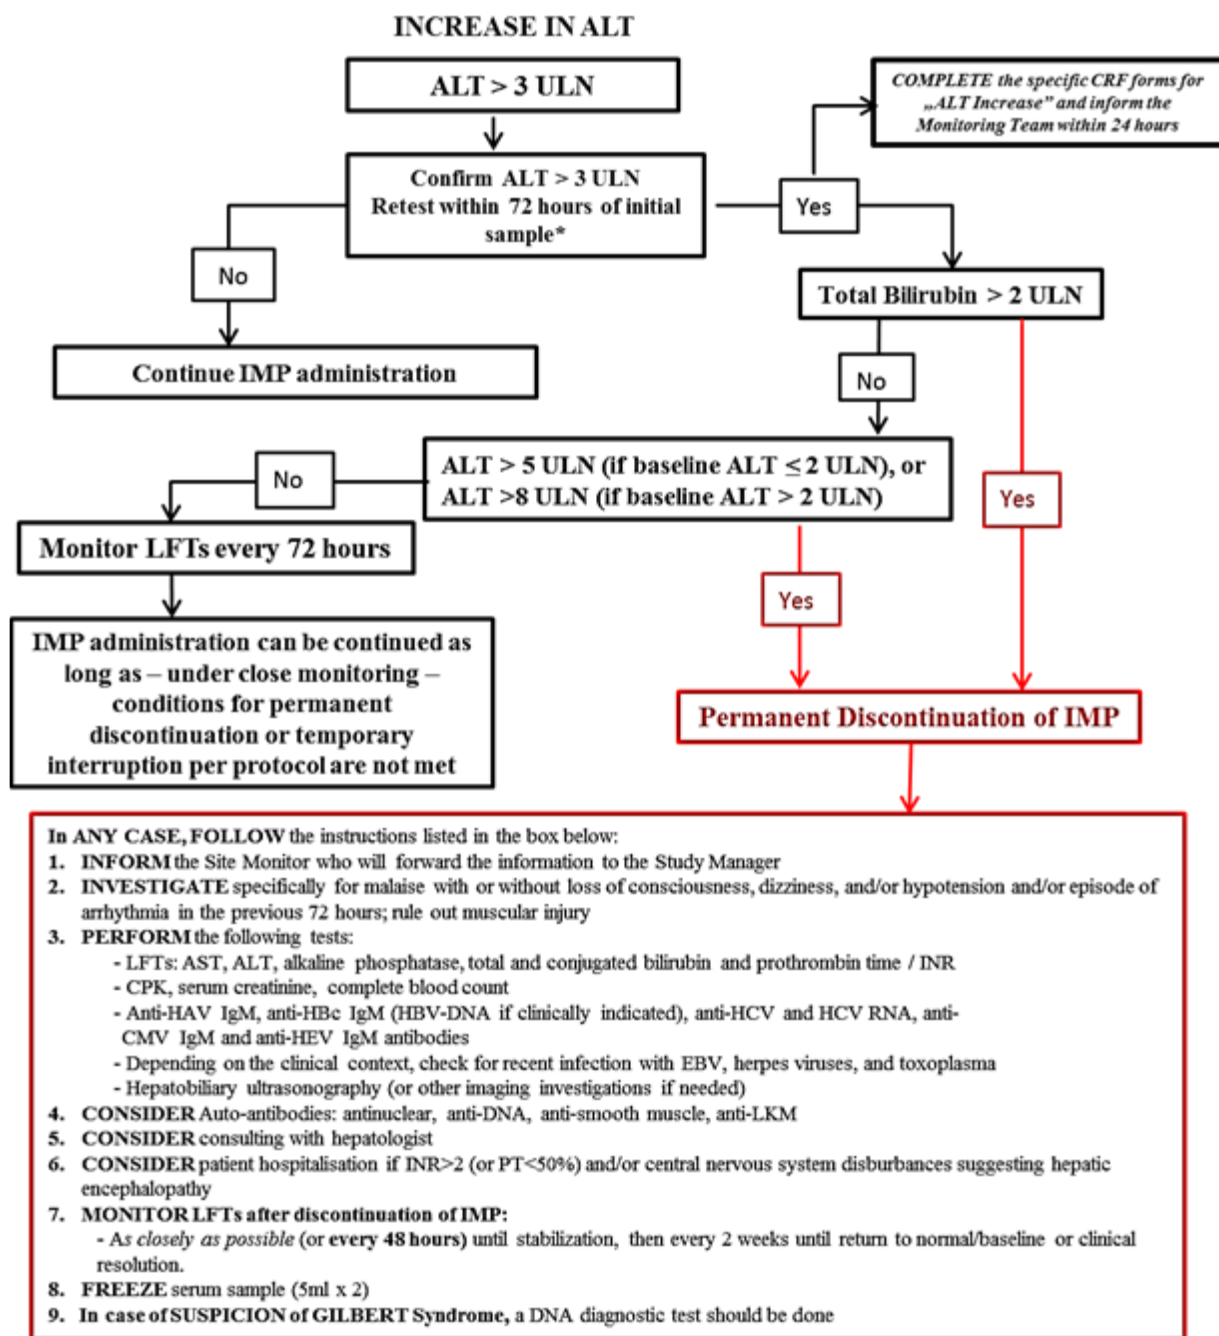 INCREASE IN ALT
ALT > 3 ULN
COMPLETE the specific CRF forms for
„ALT Increase” and inform the
Monitoring Team within 24 hours
Confirm ALT > 3 ULN
Retest within 72 hours of initial
sample*
Yes
No
Total Bilirubin > 2 ULN
Continue IMP administration
No
ALT > 5 ULN (if baseline ALT ≤ 2 ULN), or
ALT >8 ULN (if baseline ALT > 2 ULN)
No
Yes
Monitor LFTs every 72 hours
Yes
IMP administration can be continued as
long as – under close monitoring –
conditions for permanent
discontinuation or temporary
interruption per protocol are not met
Permanent Discontinuation of IMP
In ANY CASE, FOLLOW the instructions listed in the box below:
1. INFORM the Site Monitor who will forward the information to the Study Manager
2. INVESTIGATE specifically for malaise with or without loss of consciousness, dizziness, and/or hypotension and/or episode of
arrhythmia in the previous 72 hours; rule out muscular injury
3. PERFORM the following tests:
- LFTs: AST, ALT, alkaline phosphatase, total and conjugated bilirubin and prothrombin time / INR
- CPK, serum creatinine, complete blood count
- Anti-HAV IgM, anti-HBc IgM (HBV-DNA if clinically indicated), anti-HCV and HCV RNA, anti-
CMV IgM and anti-HEV IgM antibodies
- Depending on the clinical context, check for recent infection with EBV, herpes viruses, and toxoplasma
- Hepatobiliary ultrasonography (or other imaging investigations if needed)
4. CONSIDER Auto-antibodies: antinuclear, anti-DNA, anti-smooth muscle, anti-LKM
5. CONSIDER consulting with hepatologist
6. CONSIDER patient hospitalisation if INR>2 (or PT<50%) and/or central nervous system disburbances suggesting hepatic
encephalopathy
7. MONITOR LFTs after discontinuation of IMP:
- As closely as possible (or every 48 hours) until stabilization, then every 2 weeks until return to normal/baseline or clinical
resolution.
8. FREEZE serum sample (5ml x 2)
9. In case of SUSPICION of GILBERT Syndrome, a DNA diagnostic test should be done